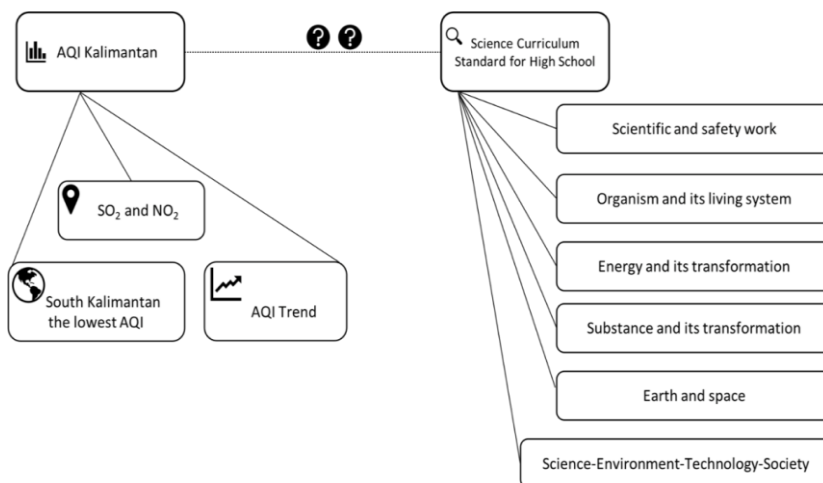 AQI Kalimantan
? ?
Science Curriculum
Standard for High School
SO₂ and NO₂
South Kalimantan
the lowest AQI
AQI Trend
Scientific and safety work
Organism and its living system
Energy and its transformation
Substance and its transformation
Earth and space
Science-Environment-Technology-Society